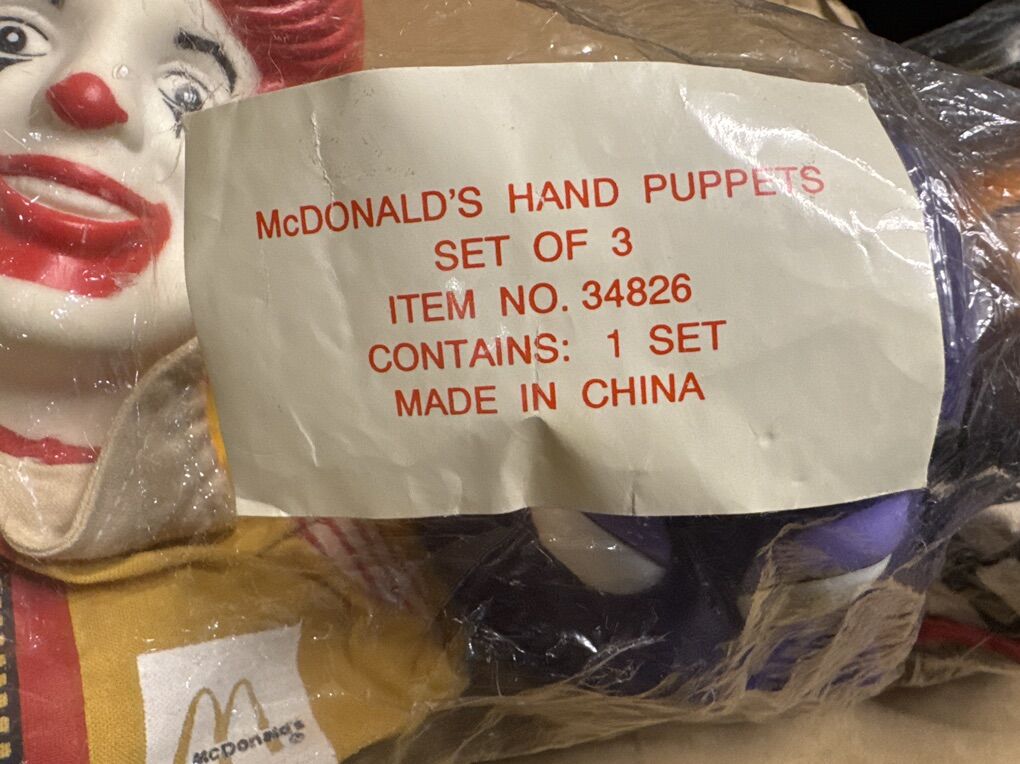 McDONALD'S HAND PUPPETS
SET OF 3
ITEM NO. 34826
CONTAINS: 1 SET
MADE IN CHINA
McDonald's®